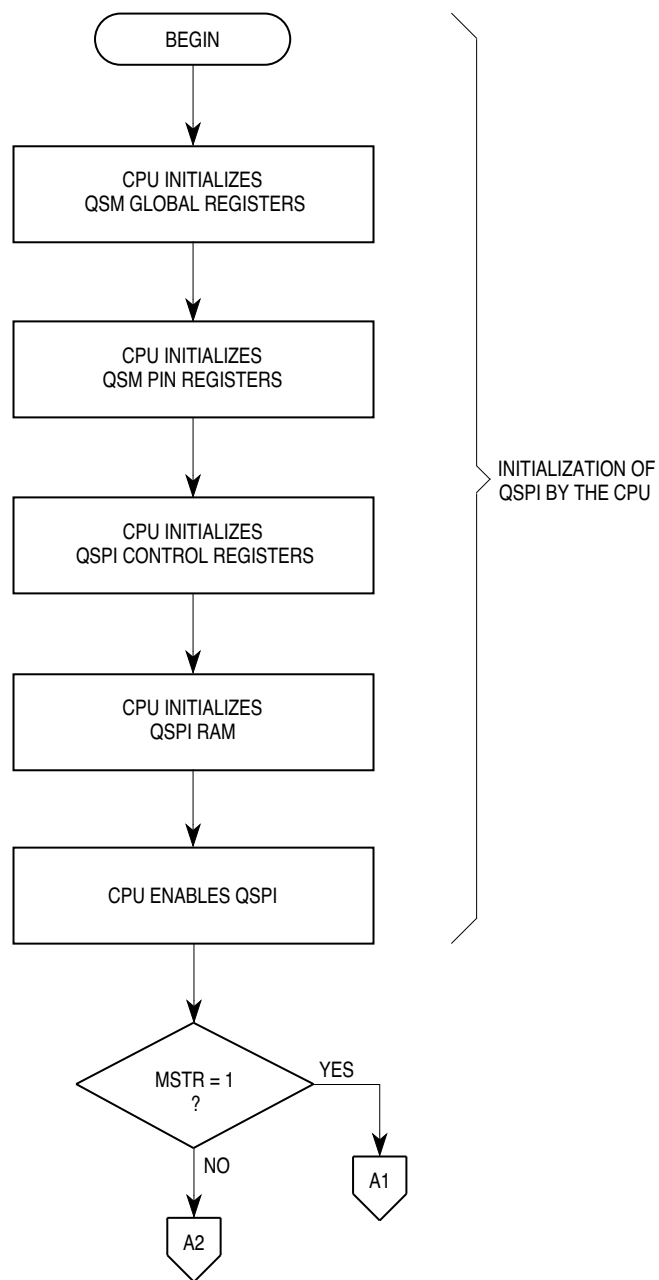 BEGIN
CPU INITIALIZES
QSM GLOBAL REGISTERS
CPU INITIALIZES
QSM PIN REGISTERS
INITIALIZATION OF
QSPI BY THE CPU
CPU INITIALIZES
QSPI CONTROL REGISTERS
CPU INITIALIZES
QSPI RAM
CPU ENABLES QSPI
MSTR = 1
?
YES
NO
A1
A2